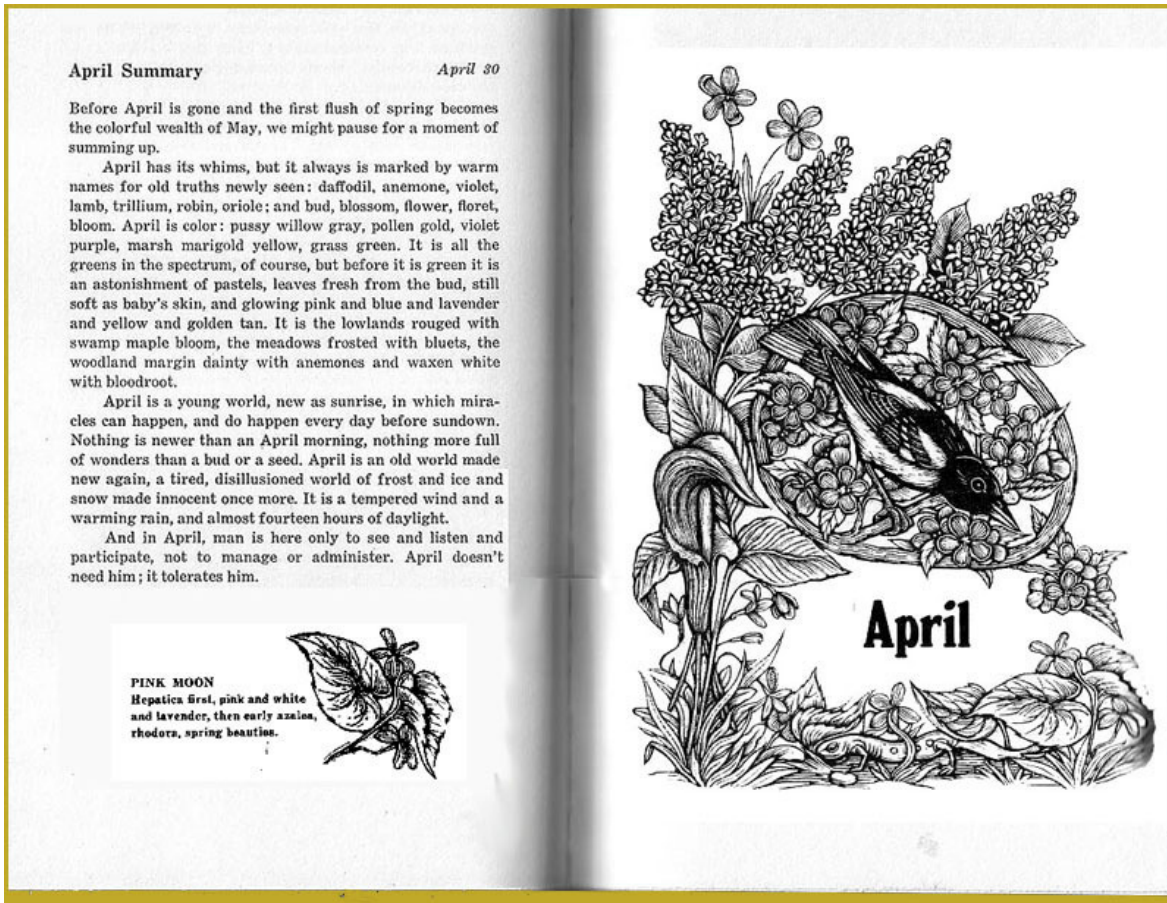 April Summary April 30
Before April is gone and the first flush of spring becomes
the colorful wealth of May, we might pause for a moment of
summing up.
April has its whims, but it always is marked by warm
names for old truths newly seen: daffodil, anemone, violet,
lamb, trillium, robin, oriole; and bud, blossom, flower, floret,
bloom. April is color: pussy willow gray, pollen gold, violet
purple, marsh marigold yellow, grass green. It is all the
greens in the spectrum, of course, but before it is green it is
an astonishment of pastels, leaves fresh from the bud, still
soft as baby's skin, and glowing pink and blue and lavender
and yellow and golden tan. It is the lowlands rouged with
swamp maple bloom, the meadows frosted with bluets, the
woodland margin dainty with anemones and waxen white
with bloodroot.
April is a young world, new as sunrise, in which mira-
cles can happen, and do happen every day before sundown.
Nothing is newer than an April morning, nothing more full
of wonders than a bud or a seed. April is an old world made
new again, a tired, disillusioned world of frost and ice and
snow made innocent once more. It is a tempered wind and a
warming rain, and almost fourteen hours of daylight.
And in April, man is here only to see and listen and
participate, not to manage or administer. April doesn't
need him; it tolerates him.
PINK MOON
Hepatica first, pink and white
and lavender, then early azalea,
rhodora, spring beauties.
April